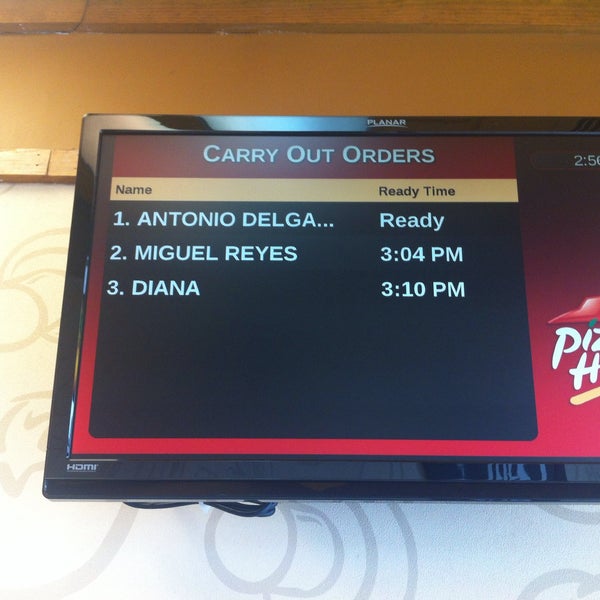 PLANAR
CARRY OUT ORDERS
2:56
Name Ready Time
1. ANTONIO DELGA... Ready
2. MIGUEL REYES 3:04 PM
3. DIANA 3:10 PM
HDMI